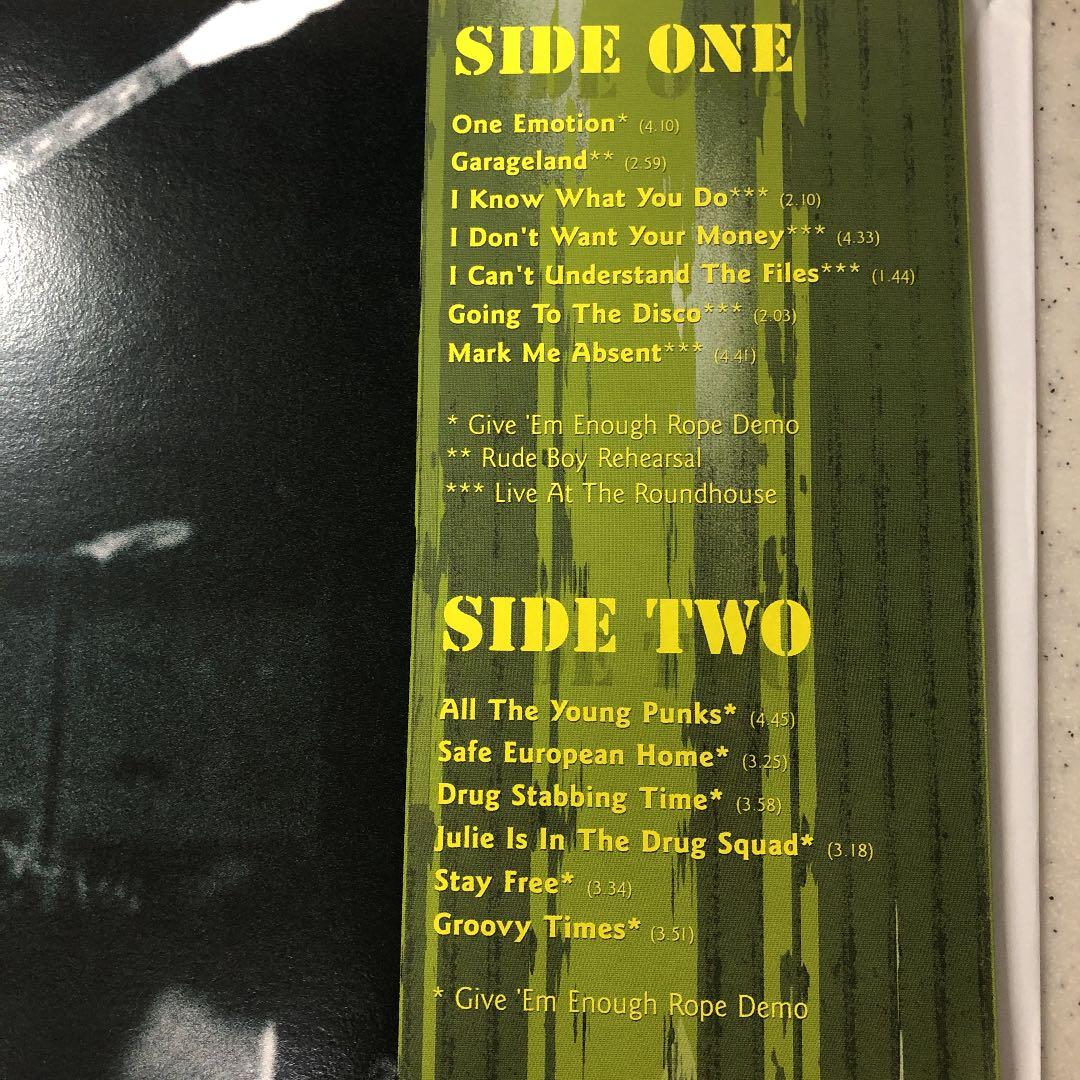 SIDE ONE
One Emotion* (4.10)
Garageland** (2.59)
I Know What You Do*** (2.10)
I Don't Want Your Money*** (4.33)
I Can't Understand The Files*** (1.44)
Going To The Disco*** (2.03)
Mark Me Absent*** (4.41)
* Give 'Em Enough Rope Demo
** Rude Boy Rehearsal
*** Live At The Roundhouse
SIDE TWO
All The Young Punks* (4.45)
Safe European Home* (3.25)
Drug Stabbing Time* (3.58)
Julie Is In The Drug Squad* (3.18)
Stay Free* (3.34)
Groovy Times* (3.51)
* Give 'Em Enough Rope Demo